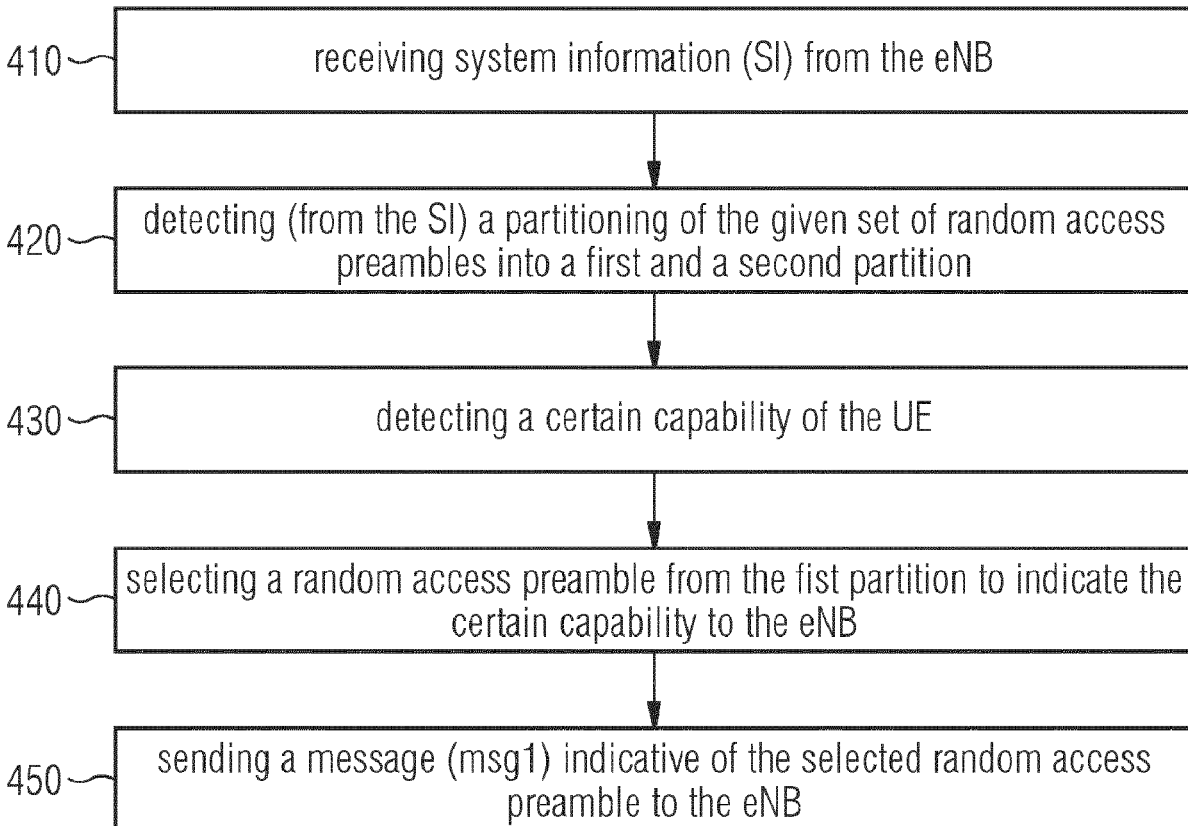 410
receiving system information (SI) from the eNB
420
detecting (from the SI) a partitioning of the given set of random access
preambles into a first and a second partition
430
detecting a certain capability of the UE
440
selecting a random access preamble from the fist partition to indicate the
certain capability to the eNB
450
sending a message (msg1) indicative of the selected random access
preamble to the eNB